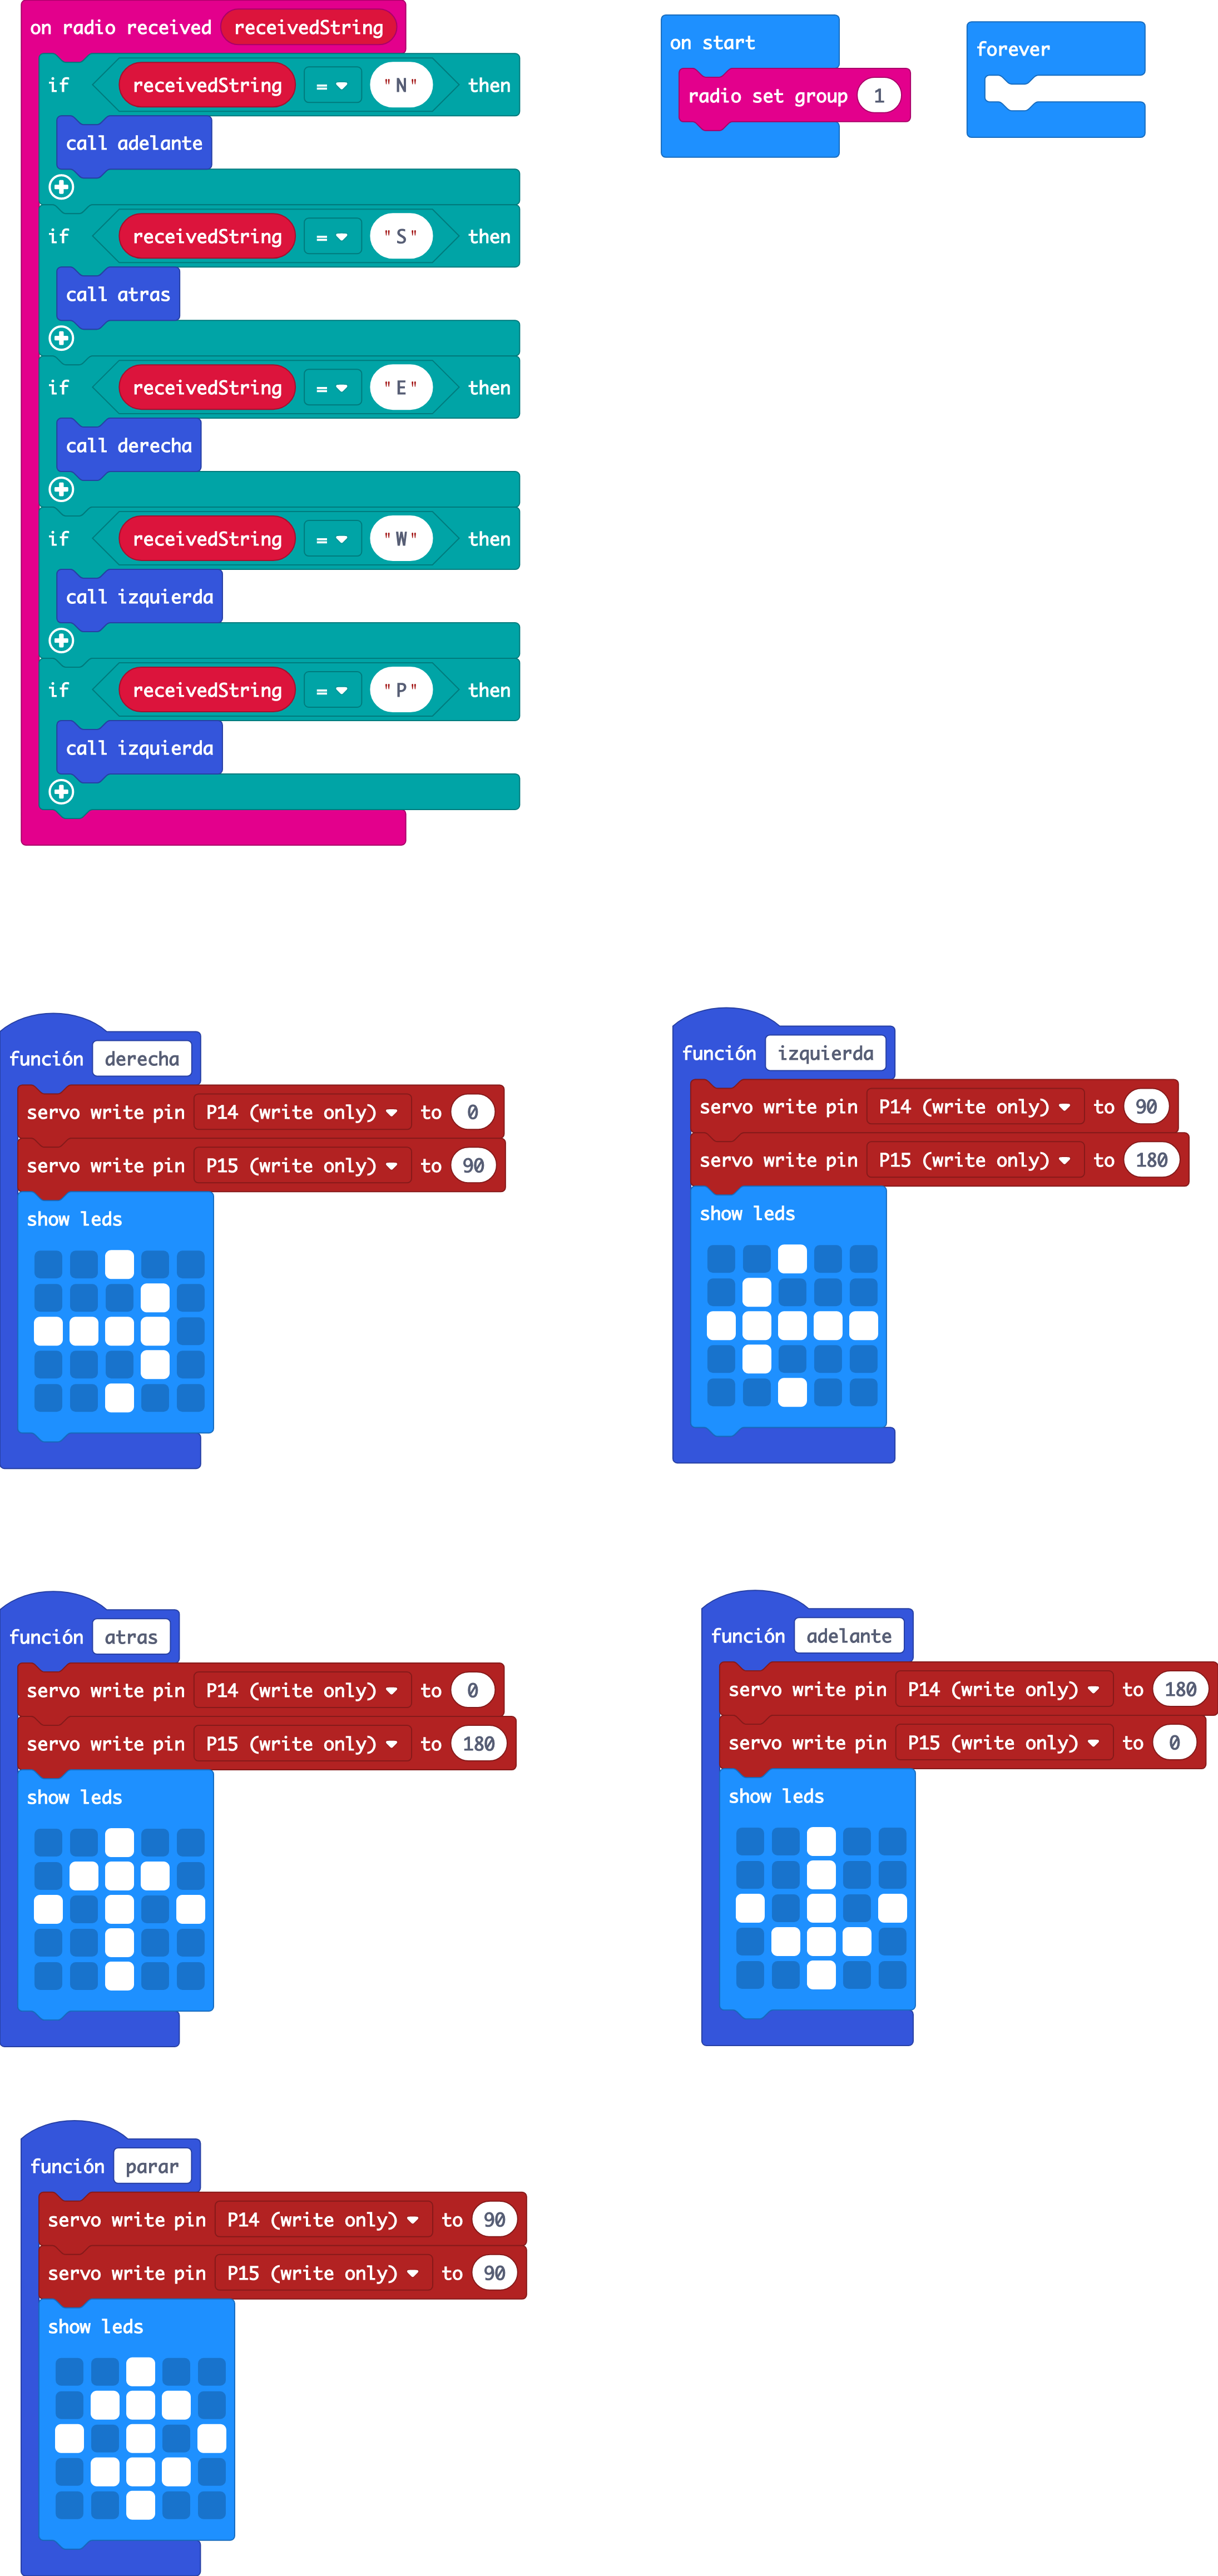 on radio received receivedString
if receivedString = "N" then
call adelante
if receivedString = "S" then
call atras
if receivedString = "E" then
call derecha
if receivedString = "W" then
call izquierda
if receivedString = "P" then
call izquierda
on start
radio set group 1
forever
función derecha
servo write pin P14 (write only) to 0
servo write pin P15 (write only) to 90
show leds
función izquierda
servo write pin P14 (write only) to 90
servo write pin P15 (write only) to 180
show leds
función atras
servo write pin P14 (write only) to 0
servo write pin P15 (write only) to 180
show leds
función adelante
servo write pin P14 (write only) to 180
servo write pin P15 (write only) to 0
show leds
función parar
servo write pin P14 (write only) to 90
servo write pin P15 (write only) to 90
show leds